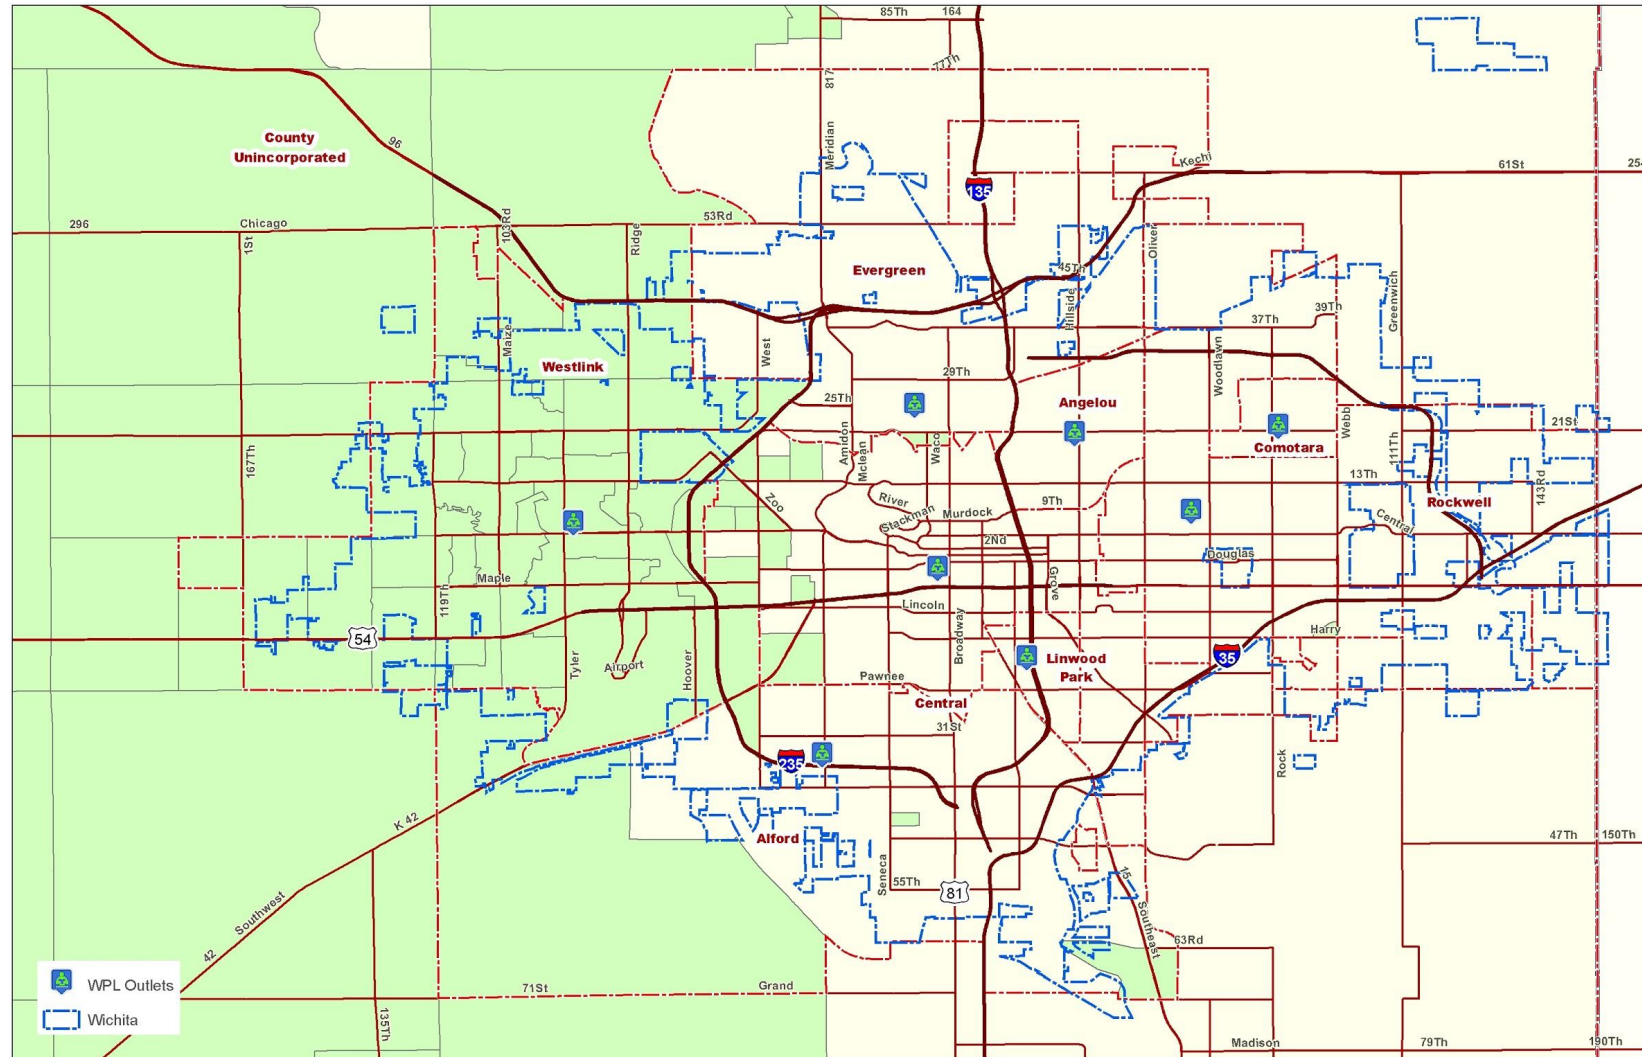 85Th
164
77Th
817
Meridian
County
Unincorporated
96
Kechi
61St
254
135
296
Chicago
1St
103Rd
Ridge
53Rd
Oliver
Evergreen
45Th
Hillside
Greenwich
39Th
37Th
Maize
West
Woodlawn
Westlink
29Th
25Th
Angelou
Webb
21St
Amidon
Mclean
Waco
Comotara
111Th
167Th
13Th
143Rd
Zoo
River
9Th
Rockwell
Stackman
Murdock
Central
2Nd
Douglas
Maple
119Th
Grove
Lincoln
Broadway
54
Harry
35
Airport
Tyler
Hoover
Linwood
Park
Pawnee
Central
31St
235
Rock
K 42
Alford
47Th
150Th
Seneca
55Th
81
15
Southeast
Southwest
42
63Rd
WPL Outlets
71St
Grand
Wichita
135Th
Madison
79Th
190Th